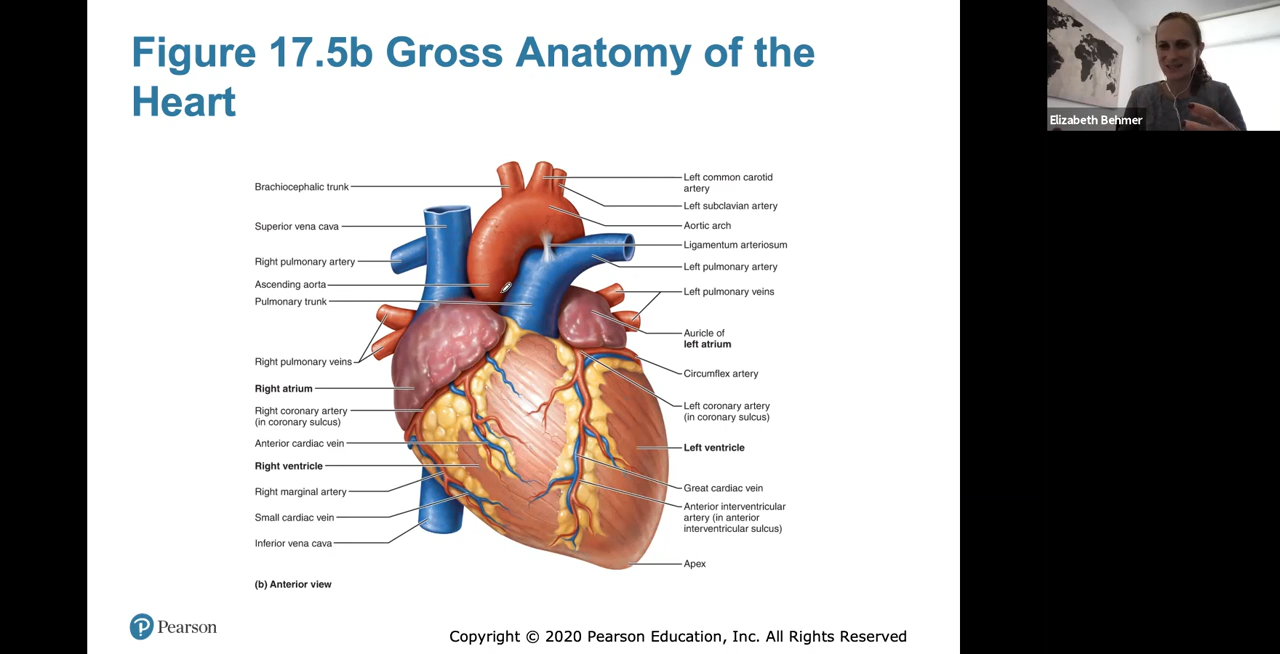 Figure 17.5b Gross Anatomy of the
Heart
Elizabeth Behmer
Brachiocephalic trunk
Superior vena cava
Right pulmonary artery
Ascending aorta
Pulmonary trunk
Right pulmonary veins
Right atrium
Right coronary artery
(in coronary sulcus)
Anterior cardiac vein
Right ventricle
Right marginal artery
Small cardiac vein
Inferior vena cava
(b) Anterior view
Left common carotid
artery
Left subclavian artery
Aortic arch
Ligamentum arteriosum
Left pulmonary artery
Left pulmonary veins
Auricle of
left atrium
Circumflex artery
Left coronary artery
(in coronary sulcus)
Left ventricle
Great cardiac vein
Anterior interventricular
artery (in anterior
interventricular sulcus)
Apex
P Pearson
Copyright © 2020 Pearson Education, Inc. All Rights Reserved